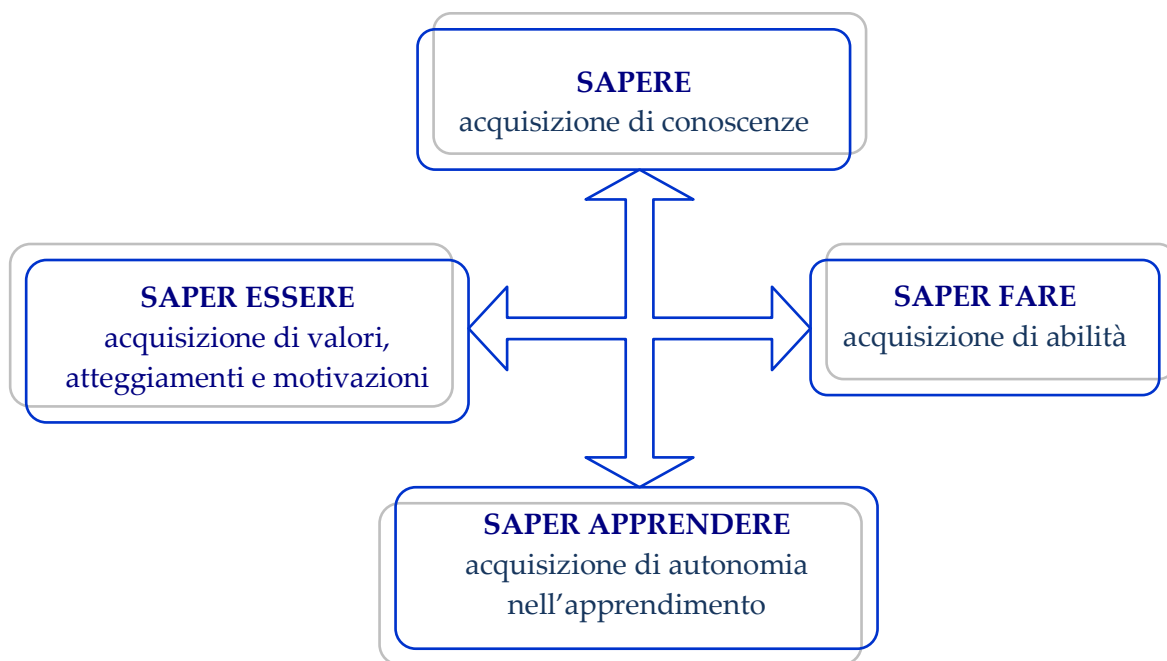 SAPERE
acquisizione di conoscenze
SAPER ESSERE
acquisizione di valori,
atteggiamenti e motivazioni
SAPER FARE
acquisizione di abilità
SAPER APPRENDERE
acquisizione di autonomia
nell’apprendimento